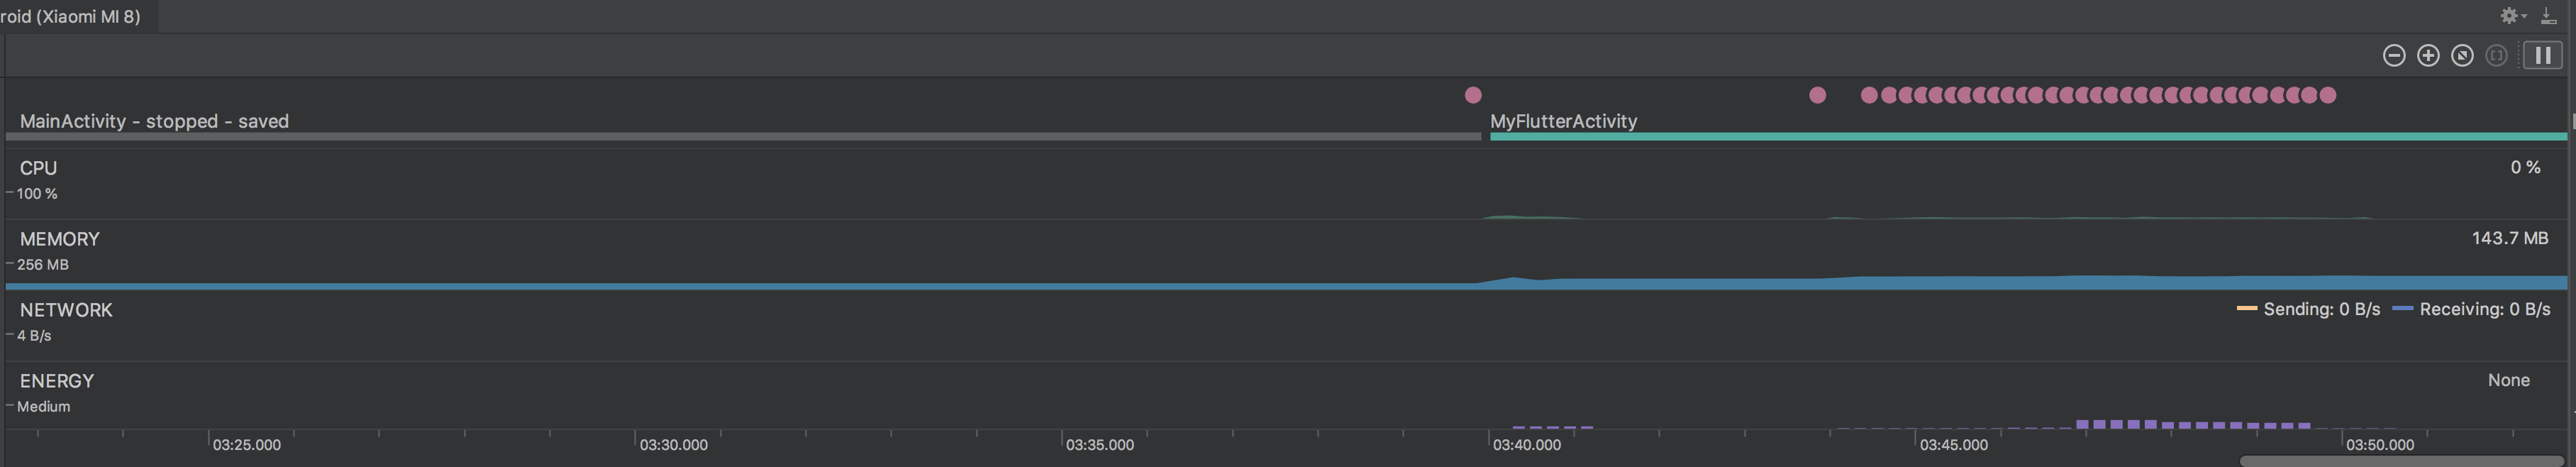 roid (Xiaomi MI 8)
MainActivity - stopped - saved
MyFlutterActivity
CPU
0 %
100 %
MEMORY
143.7 MB
256 MB
NETWORK
Sending: 0 B/s
Receiving: 0 B/s
4 B/s
ENERGY
None
Medium
03:25.000
03:30.000
03:35.000
03:40.000
03:45.000
03:50.000